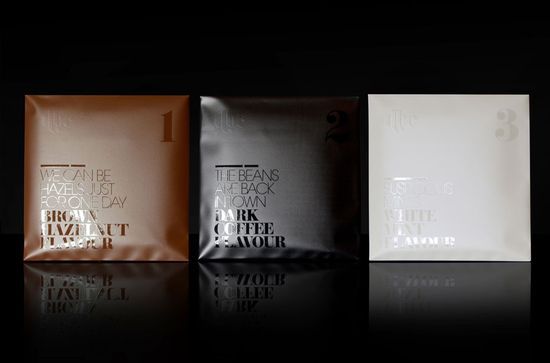 1
WE CAN BE
HAZELS JUST
FOR ONE DAY
BROWN
HAZELNUT
FLAVOUR
2
THE BEANS
ARE BACK
IN TOWN
DARK
COFFEE
FLAVOUR
3
SUSPICIOUS
WHITE
MINT
FLAVOUR